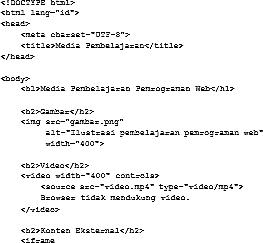 <!DOCTYPE html>
<html lang="id">
<head>
    <meta charset="UTF-8">
    <title>Media Pembelajaran</title>
</head>

<body>
    <h1>Media Pembelajaran Pemrograman Web</h1>

    <h2>Gambar</h2>
    <img src="gambar.png"
        alt="Ilustrasi pembelajaran pemrograman web"
        width="400">

    <h2>Video</h2>
    <video width="400" controls>
        <source src="video.mp4" type="video/mp4">
        Browser tidak mendukung video.
    </video>

    <h2>Konten Eksternal</h2>
    <iframe